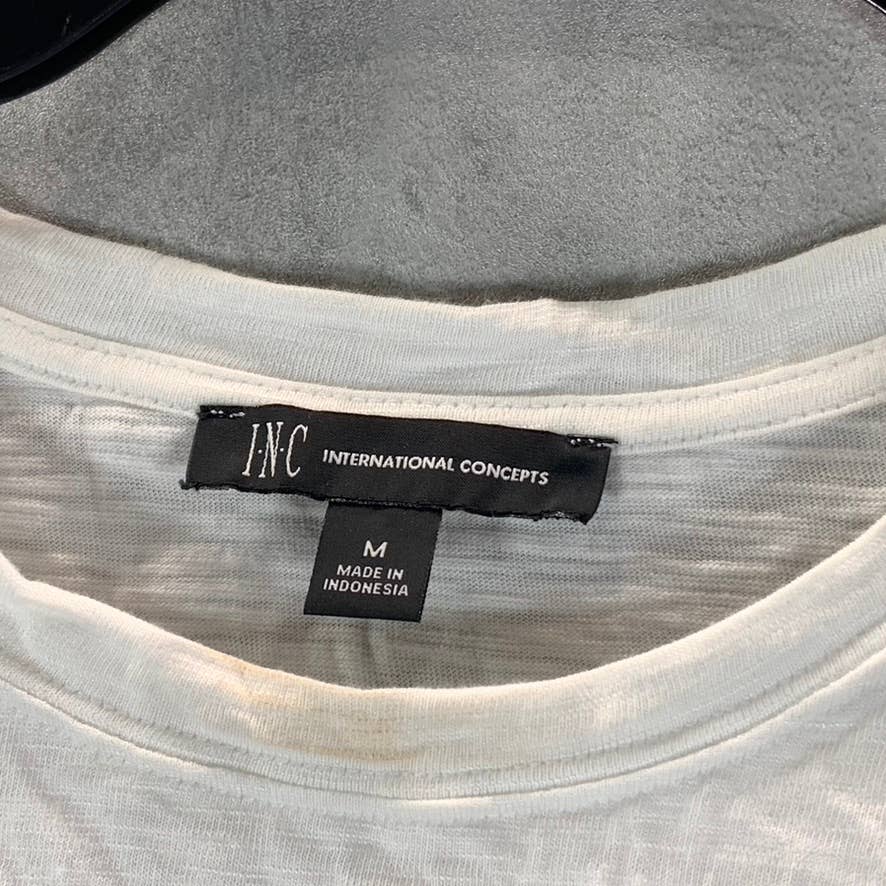 I·N·C INTERNATIONAL CONCEPTS
M
MADE IN
INDONESIA